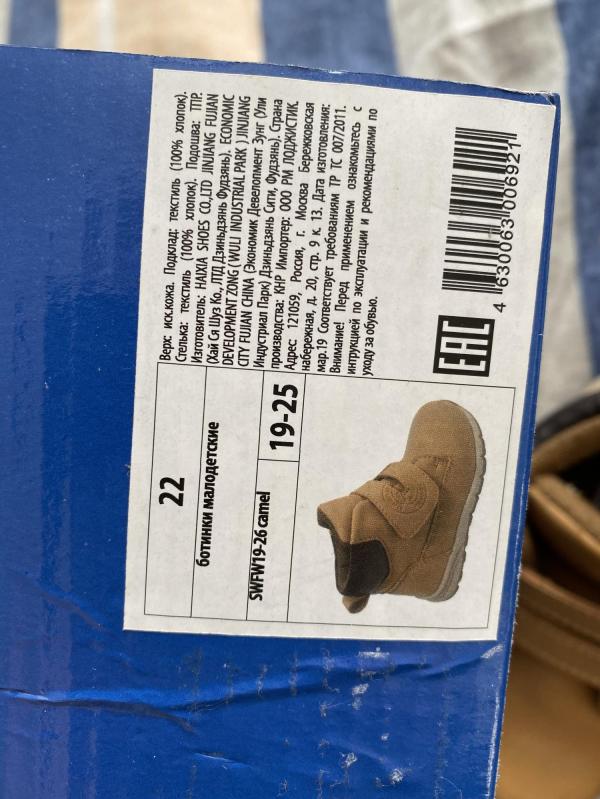 22
ботинки малодетские
SWFW19-26 camel
19-25
Верх: иск.кожа. Подклад: текстиль (100% хлопок).
Стелька: текстиль (100% хлопок). Подошва: ТПР.
Изготовитель: HAIXIA SHOES CO.,LTD JINJIANG FUJIAN
(Хай Ся Шуз Ко., ЛТД Дзиньдзянь Фудзянь). ECONOMIC
DEVELOPMENT ZONG ( WULI INDUSTRIAL PARK ) JINJIANG
CITY FUJIAN CHINA (Экономик Девелопмент Зунг (Ули
Индустриал Парк) Дзиньдзянь Сити, Фудзянь). Страна
производства: КНР Импортер: ООО РМ ЛОДЖИСТИК.
Адрес 121059, Россия, г. Москва Бережковская
набережная, д. 20, стр. 9 к. 13. Дата изготовления:
мар.19 Соответствует требованиям ТР ТС 007/2011.
Внимание! Перед применением ознакомьтесь с
интрукцией по эксплуатации и рекомендациями по
уходу за обувью.
EAC
4 630063 006921